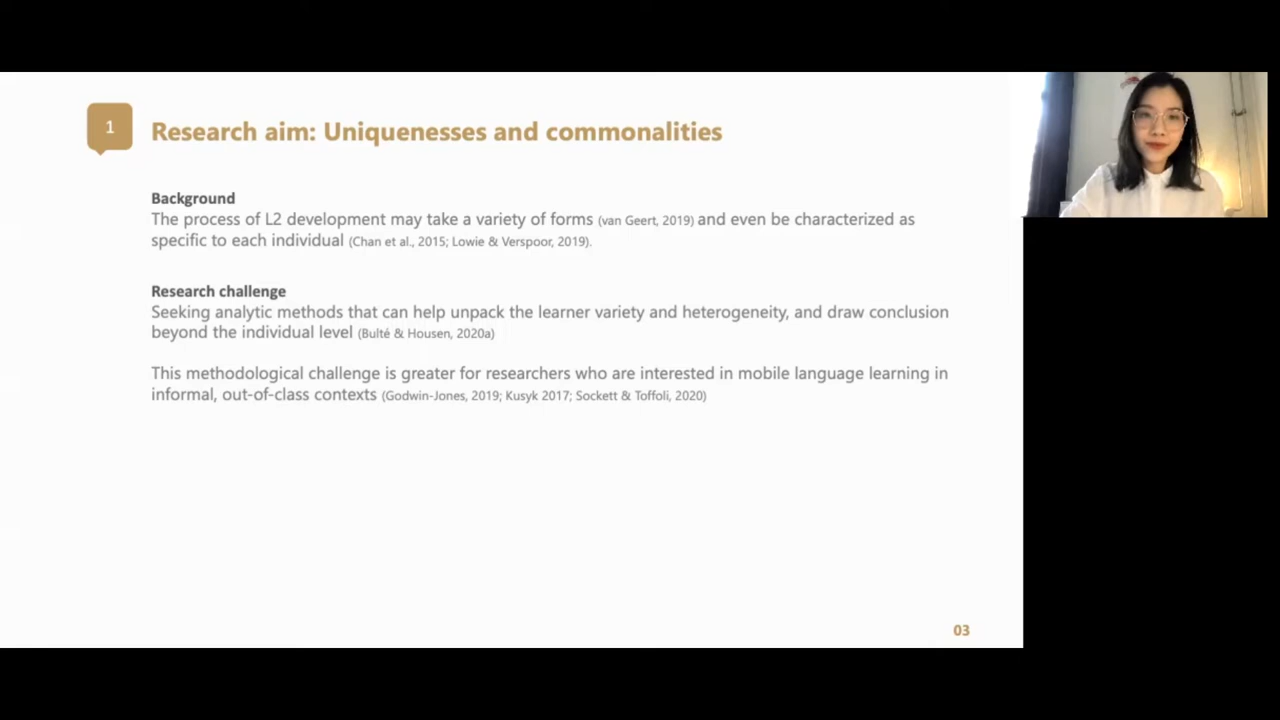 1
Research aim: Uniquenesses and commonalities
Background
The process of L2 development may take a variety of forms (van Geert, 2019) and even be characterized as
specific to each individual (Chan et al., 2015; Lowie & Verspoor, 2019).
Research challenge
Seeking analytic methods that can help unpack the learner variety and heterogeneity, and draw conclusion
beyond the individual level (Bulté & Housen, 2020a)
This methodological challenge is greater for researchers who are interested in mobile language learning in
informal, out-of-class contexts (Godwin-Jones, 2019; Kusyk 2017; Sockett & Toffoli, 2020)
03